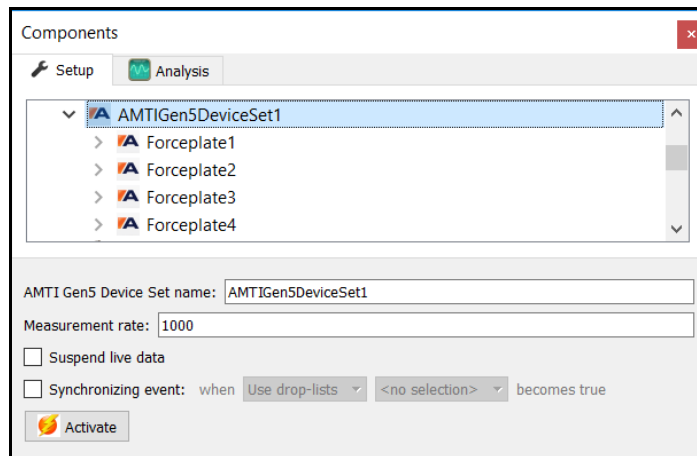 Components
Setup Analysis
AMTIGen5DeviceSet1
Forceplate1
Forceplate2
Forceplate3
Forceplate4
AMTI Gen5 Device Set name: AMTIGen5DeviceSet1
Measurement rate: 1000
Suspend live data
Synchronizing event: when Use drop-lists <no selection> becomes true
Activate